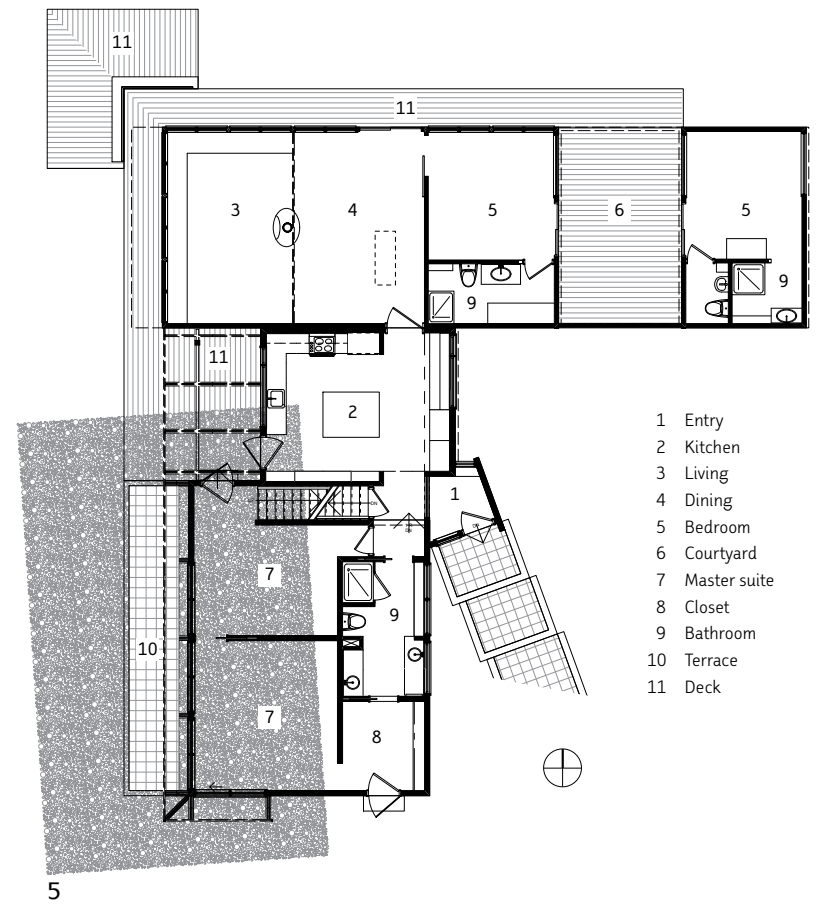 11
11
3
4
5
6
5
9
9
11
2
1
7
9
10
7
8
1 Entry
2 Kitchen
3 Living
4 Dining
5 Bedroom
6 Courtyard
7 Master suite
8 Closet
9 Bathroom
10 Terrace
11 Deck
5